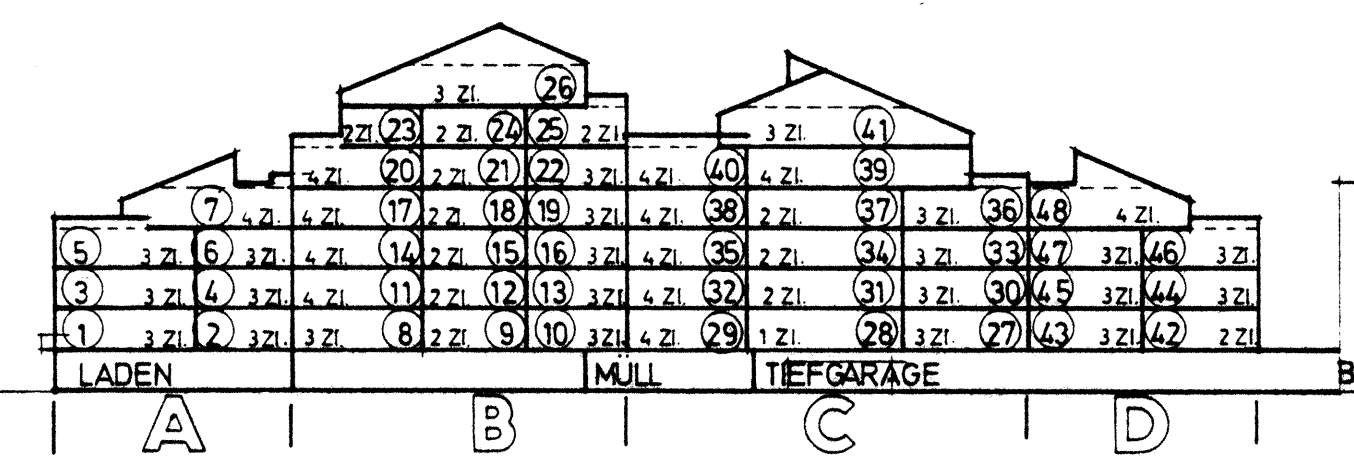 3 ZI. 26
2ZI. 23 2 ZI. 24 25 2 ZI. 3 ZI. 41
4 ZI. 20 2 ZI. 21 22 3 ZI. 4 ZI. 40 4 ZI. 39
7 4 ZI. 4 ZI. 17 2 ZI. 18 19 3 ZI. 4 ZI. 38 2 ZI. 37 3 ZI. 36 48 4 ZI.
5 3 ZI. 6 3 ZI. 4 ZI. 14 2 ZI. 15 16 3 ZI. 4 ZI. 35 2 ZI. 34 3 ZI. 33 47 3 ZI. 46 3 ZI.
3 3 ZI. 4 3 ZI. 4 ZI. 11 2 ZI. 12 13 3 ZI. 4 ZI. 32 2 ZI. 31 3 ZI. 30 45 3 ZI. 44 3 ZI.
1 3 ZI. 2 3 ZI. 3 ZI. 8 2 ZI. 9 10 3 ZI. 4 ZI. 29 1 ZI. 28 3 ZI. 27 43 3 ZI. 42 2 ZI.
LADEN MÜLL TIEFGARAGE B
A B C D